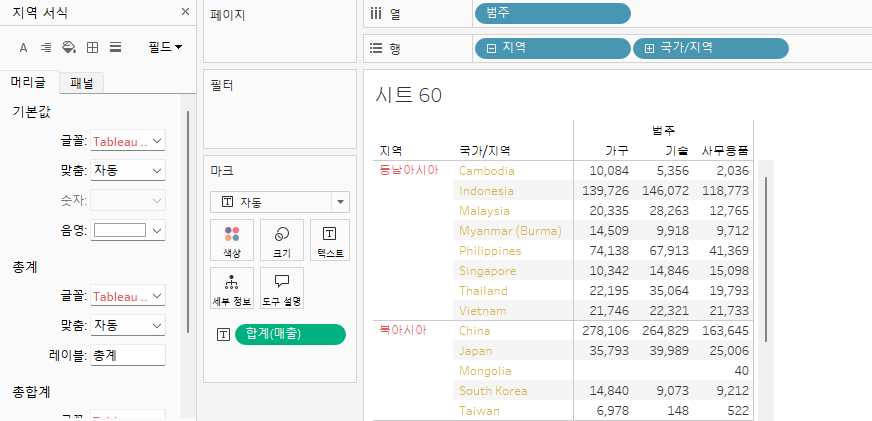 지역 서식
필드
머리글 패널
기본값
글꼴: Tableau ..
맞춤: 자동
숫자:
음영:
총계
글꼴: Tableau ..
맞춤: 자동
레이블: 총계
총합계
페이지
필터
마크
자동
색상 크기 텍스트
세부 정보 도구 설명
합계(매출)
열 범주
행 지역 국가/지역
시트 60
범주
지역 국가/지역 가구 기술 사무용품
동남아시아 Cambodia 10,084 5,356 2,036
Indonesia 139,726 146,072 118,773
Malaysia 20,335 28,263 12,765
Myanmar (Burma) 14,509 9,918 9,712
Philippines 74,138 67,913 41,369
Singapore 10,342 14,846 15,098
Thailand 22,195 35,064 19,793
Vietnam 21,746 22,321 21,733
북아시아 China 278,106 264,829 163,645
Japan 35,793 39,989 25,006
Mongolia 40
South Korea 14,840 9,073 9,212
Taiwan 6,978 148 522